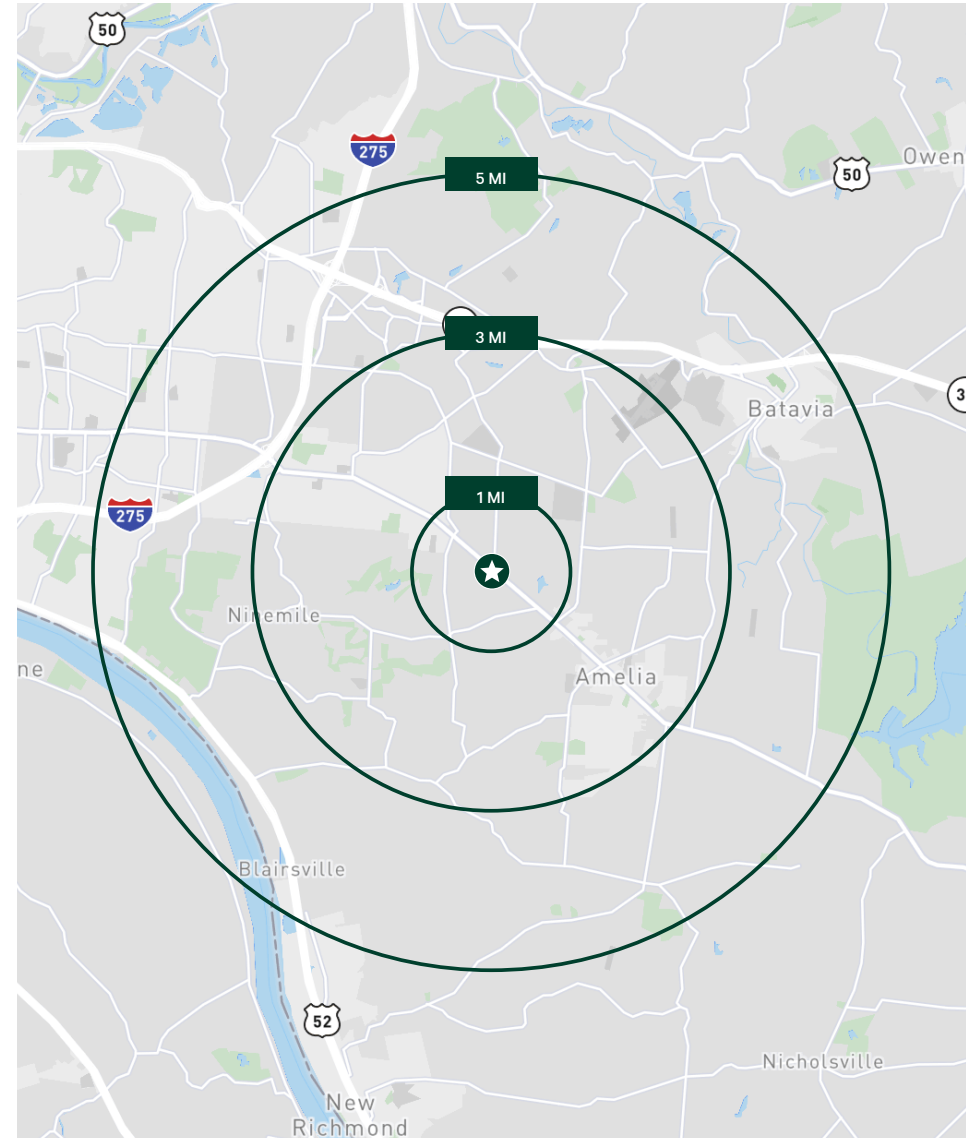 50
275
Owen
50
5 MI
3 MI
3
Batavia
1 MI
275
Ninemile
ne
Amelia
Blairsville
52
Nicholsville
New
Richmond